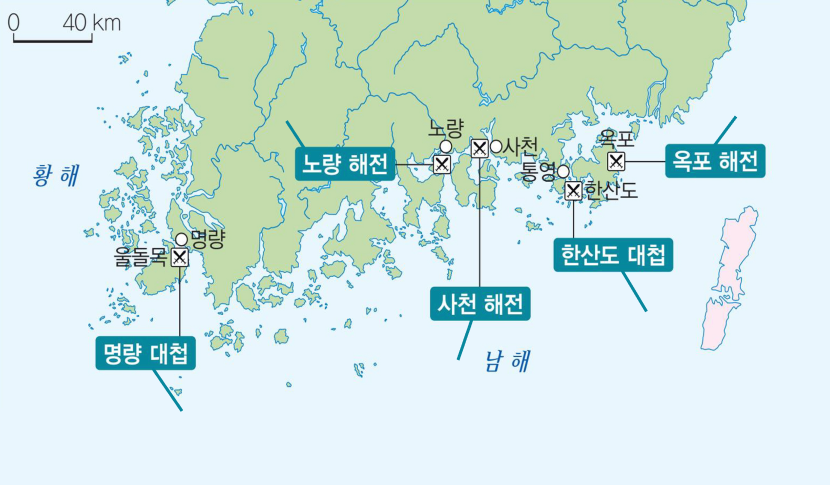 0 40 km
노량
노량 해전
사천
옥포
옥포 해전
통영
한산도
황 해
명량
울돌목
한산도 대첩
사천 해전
명량 대첩
남 해